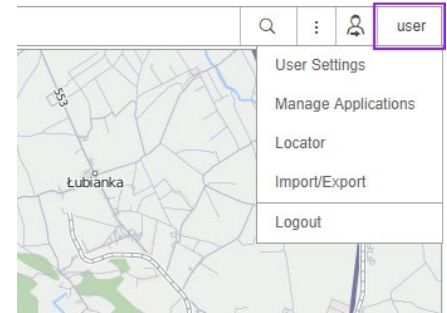 user
User Settings
Manage Applications
Locator
Import/Export
Logout
553
Łubianka